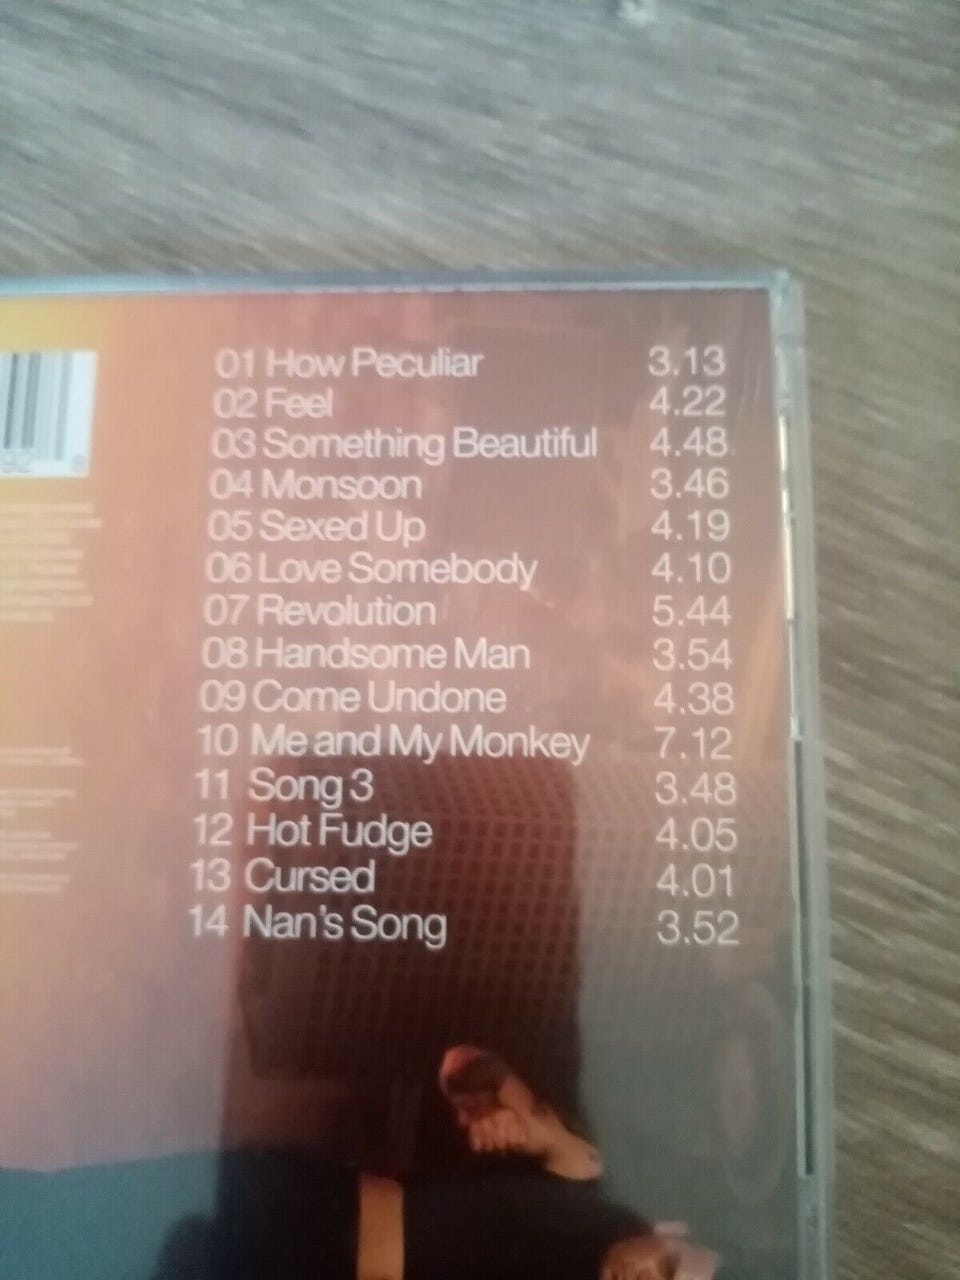 01 How Peculiar 3.13
02 Feel 4.22
03 Something Beautiful 4.48
04 Monsoon 3.46
05 Sexed Up 4.19
06 Love Somebody 4.10
07 Revolution 5.44
08 Handsome Man 3.54
09 Come Undone 4.38
10 Me and My Monkey 7.12
11 Song 3 3.48
12 Hot Fudge 4.05
13 Cursed 4.01
14 Nan's Song 3.52
92 8